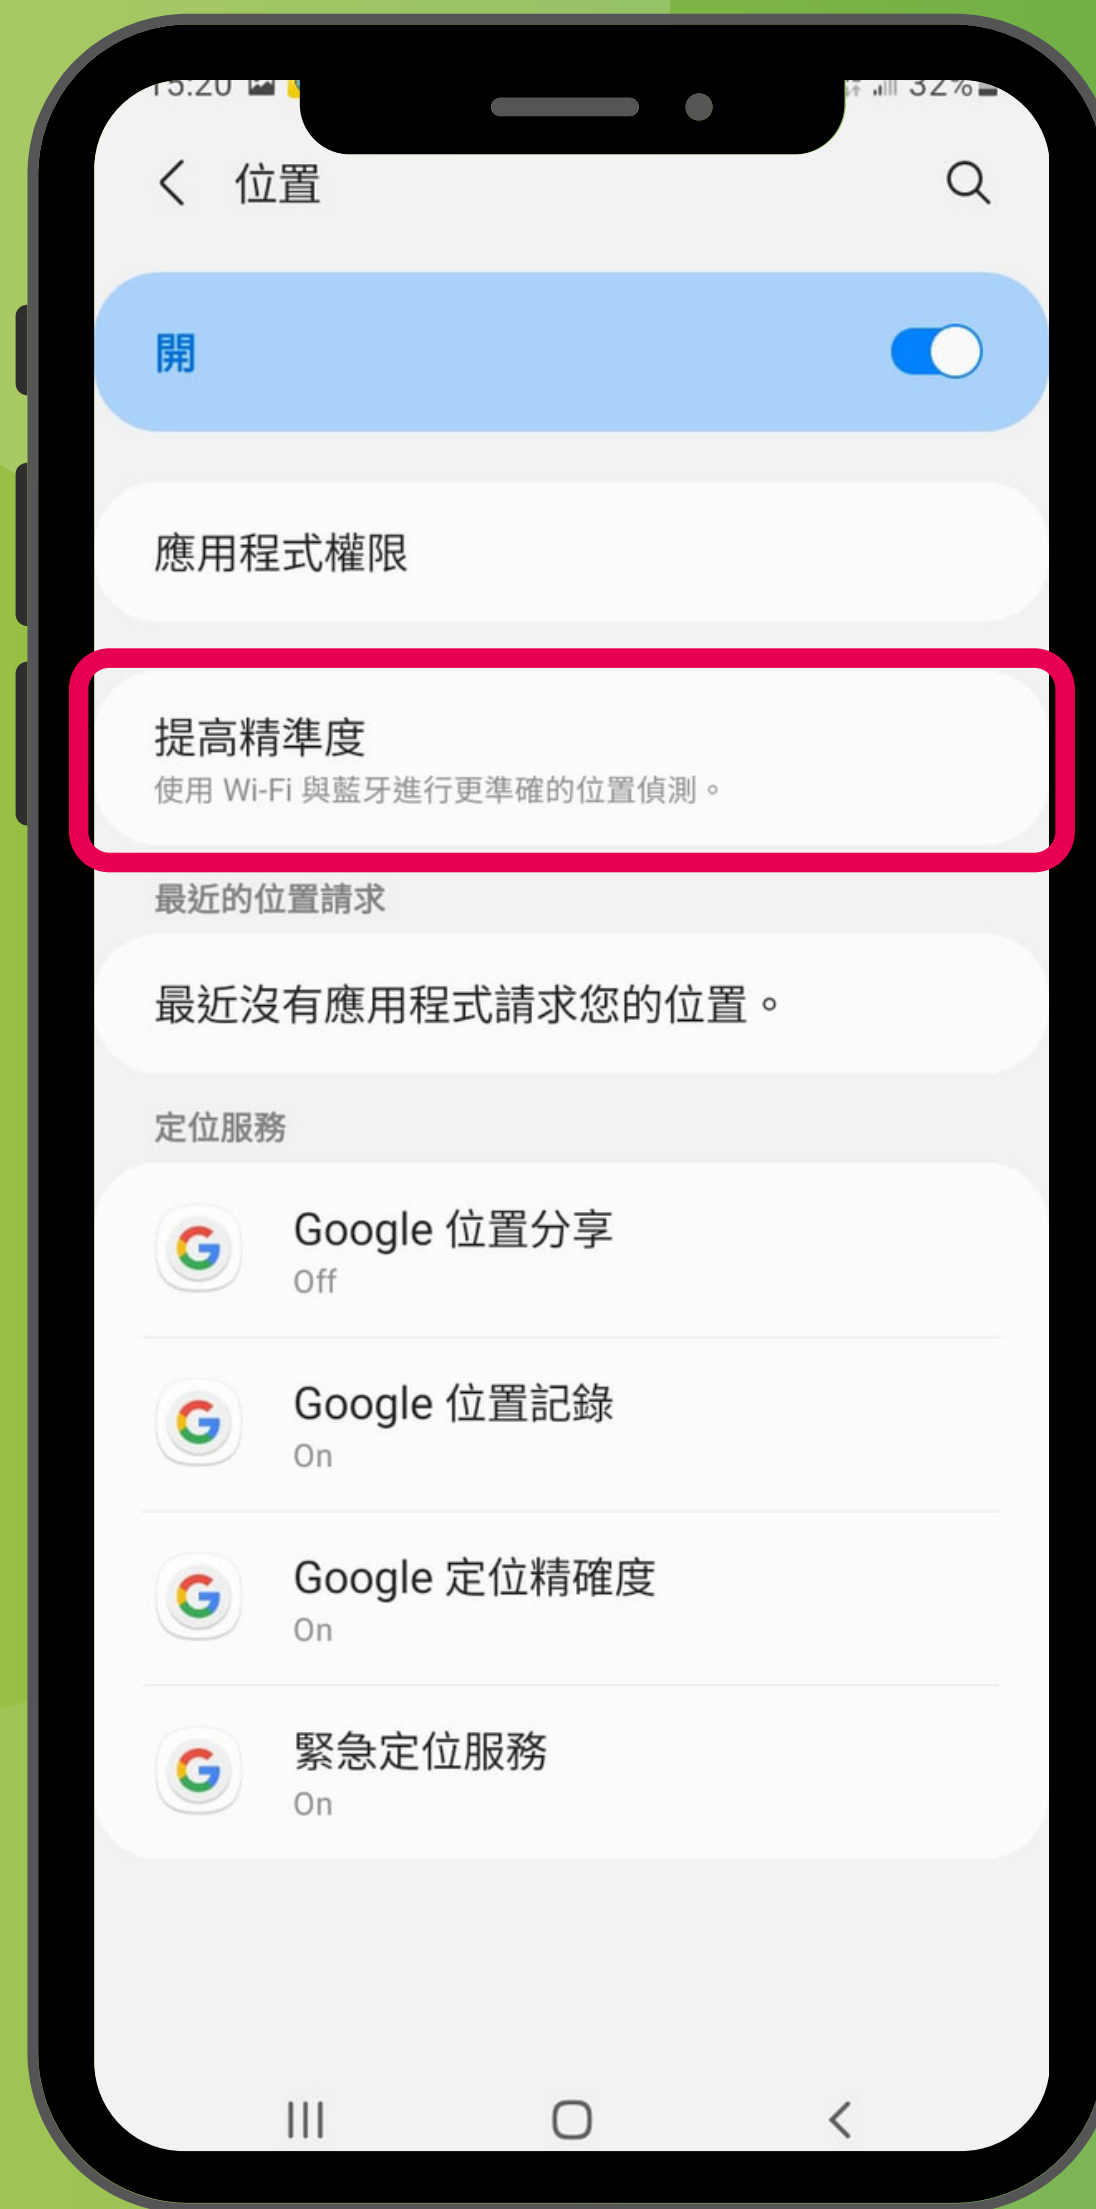 15:20 32%
位置
開
應用程式權限
提高精準度
使用 Wi-Fi 與藍牙進行更準確的位置偵測。
最近的位置請求
最近沒有應用程式請求您的位置。
定位服務
Google 位置分享
Off
Google 位置記錄
On
Google 定位精確度
On
緊急定位服務
On